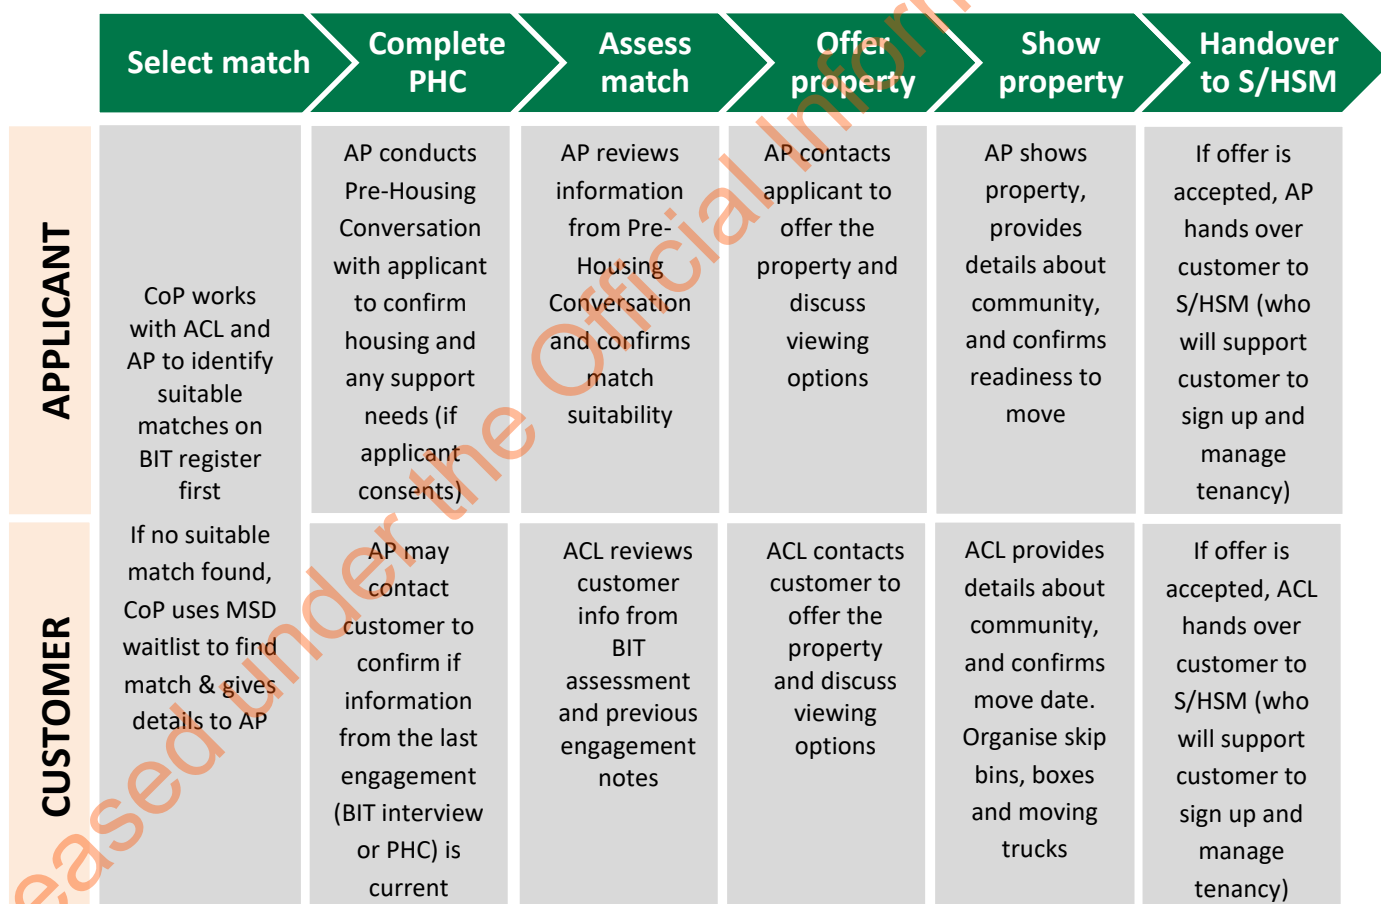 Select match
Complete
PHC
Assess
match
Offer
property
Show
property
Handover
to S/HSM
APPLICANT
CUSTOMER
CoP works
with ACL and
AP to identify
suitable
matches on
BIT register
first
If no suitable
match found,
CoP uses MSD
waitlist to find
match & gives
details to AP
AP conducts
Pre-Housing
Conversation
with applicant
to confirm
housing and
any support
needs (if
applicant
consents)
AP reviews
information
from Pre-
Housing
Conversation
and confirms
match
suitability
AP contacts
applicant to
offer the
property and
discuss
viewing
options
AP shows
property,
provides
details about
community,
and confirms
readiness to
move
If offer is
accepted, AP
hands over
customer to
S/HSM (who
will support
customer to
sign up and
manage
tenancy)
AP may
contact
customer to
confirm if
information
from the last
engagement
(BIT interview
or PHC) is
current
ACL reviews
customer
info from
BIT
assessment
and previous
engagement
notes
ACL contacts
customer to
offer the
property
and discuss
viewing
options
ACL provides
details about
community,
and confirms
move date.
Organise skip
bins, boxes
and moving
trucks
If offer is
accepted, ACL
hands over
customer to
S/HSM (who
will support
customer to
sign up and
manage
tenancy)
eased under the Official Inform